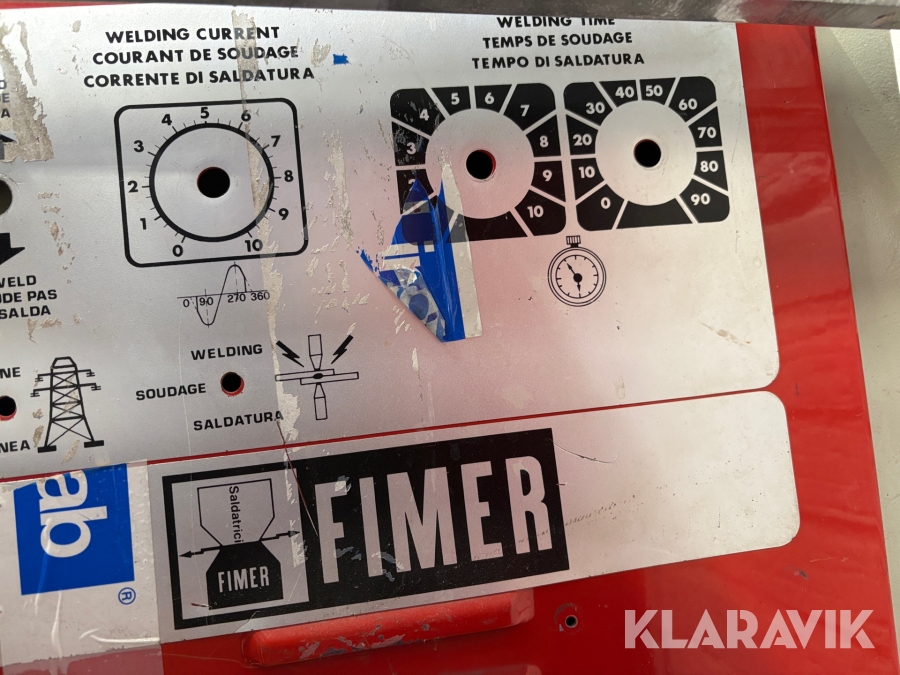 WELDING CURRENT
COURANT DE SOUDAGE
CORRENTE DI SALDATURA
0 1 2 3 4 5 6 7 8 9 10
WELDING TIME
TEMPS DE SOUDAGE
TEMPO DI SALDATURA
2 3 4 5 6 7 8 9 10
0 10 20 30 40 50 60 70 80 90
0 90 270 360
WELD
UDE PAS
SALDA
WELDING
SOUDAGE
SALDATURA
NE
NEA
ab
®
Saldatrici
FIMER
FIMER
KLARAVIK